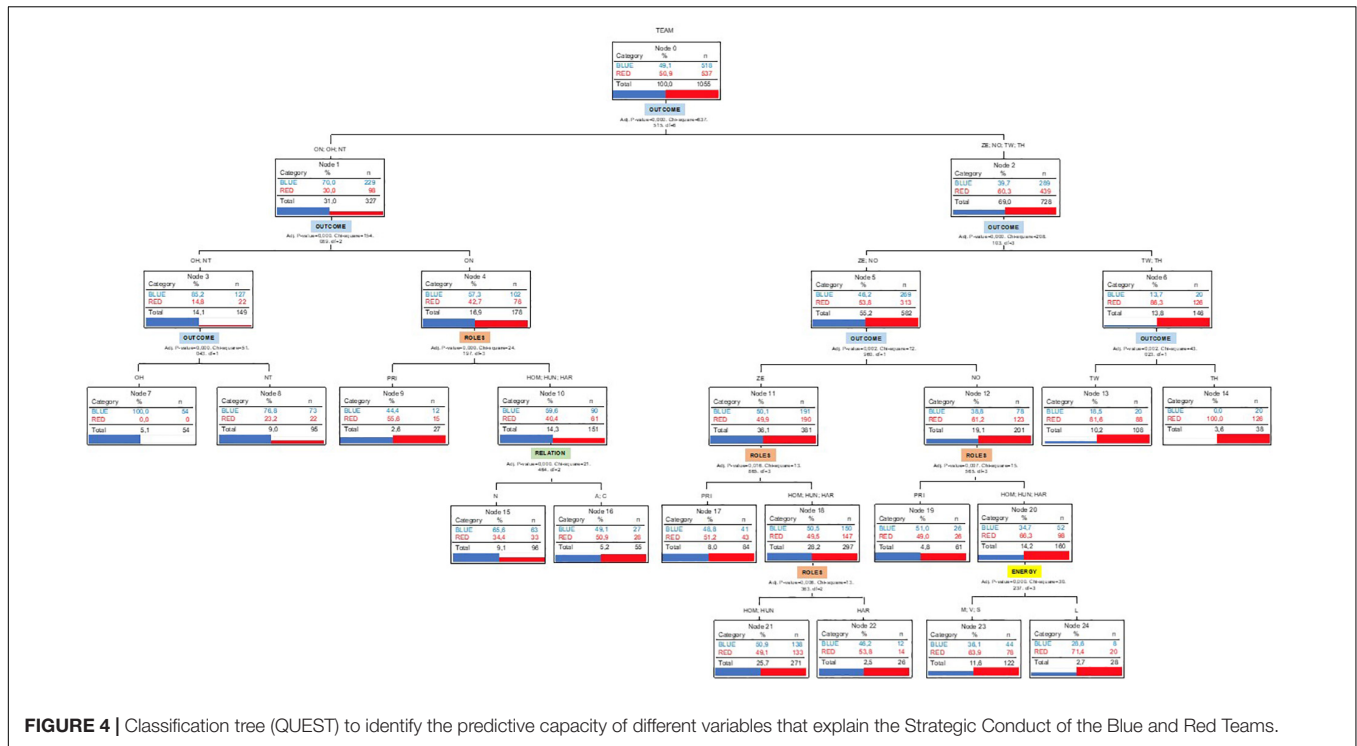 TEAM
Node 0
Category % n
BLUE 49,1 518
RED 50,9 537
Total 100,0 1055
OUTCOME
ON; OH; NT
ZE; NO; TW; TH
Node 1
Category % n
BLUE 70,0 229
RED 30,0 98
Total 31,0 327
OUTCOME
Node 2
Category % n
BLUE 39,7 289
RED 60,3 439
Total 69,0 728
OUTCOME
OH; NT
ON
ZE; NO
TW; TH
Node 3
Category % n
BLUE 85,2 127
RED 14,8 22
Total 14,1 149
OUTCOME
Node 4
Category % n
BLUE 57,3 102
RED 42,7 76
Total 16,9 178
ROLES
Node 5
Category % n
BLUE 46,2 269
RED 53,8 313
Total 55,2 582
OUTCOME
Node 6
Category % n
BLUE 13,7 20
RED 86,3 126
Total 13,8 146
OUTCOME
OH
NT
PRI
HOM; HUN; HAR
ZE
NO
TW
TH
Node 7
Category % n
BLUE 100,0 54
RED 0,0 0
Total 5,1 54
Node 8
Category % n
BLUE 76,8 73
RED 23,2 22
Total 9,0 95
Node 9
Category % n
BLUE 44,4 12
RED 55,6 15
Total 2,6 27
Node 10
Category % n
BLUE 59,6 90
RED 40,4 61
Total 14,3 151
RELATION
Node 11
Category % n
BLUE 50,1 191
RED 49,9 190
Total 36,1 381
ROLES
Node 12
Category % n
BLUE 38,8 78
RED 61,2 123
Total 19,1 201
ROLES
Node 13
Category % n
BLUE 18,5 20
RED 81,6 88
Total 10,2 108
Node 14
Category % n
BLUE 0,0 20
RED 100,0 126
Total 3,6 38
N
A; C
PRI
HOM; HUN; HAR
PRI
HOM; HUN; HAR
Node 15
Category % n
BLUE 65,6 63
RED 34,4 33
Total 9,1 96
Node 16
Category % n
BLUE 49,1 27
RED 50,9 28
Total 5,2 55
Node 17
Category % n
BLUE 48,8 41
RED 51,2 43
Total 8,0 84
Node 18
Category % n
BLUE 50,5 150
RED 49,5 147
Total 28,2 297
ROLES
Node 19
Category % n
BLUE 51,0 26
RED 49,0 26
Total 4,8 51
Node 20
Category % n
BLUE 34,7 52
RED 98
Total 14,2
ENERGY
HOM; HUN
HAR
M; V; S
L
Node 21
Category % n
BLUE 50,9 138
RED 49,1 133
Total 25,7 271
Node 22
Category % n
BLUE 46,2 12
RED 53,8 14
Total 2,5 26
Node 23
Category % n
BLUE 36,1 44
RED 63,9 78
Total 11,6 122
Node 24
Category % n
BLUE 28,6 8
RED 71,4 20
Total 2,7 28
FIGURE 4 | Classification tree (QUEST) to identify the predictive capacity of different variables that explain the Strategic Conduct of the Blue and Red Teams.